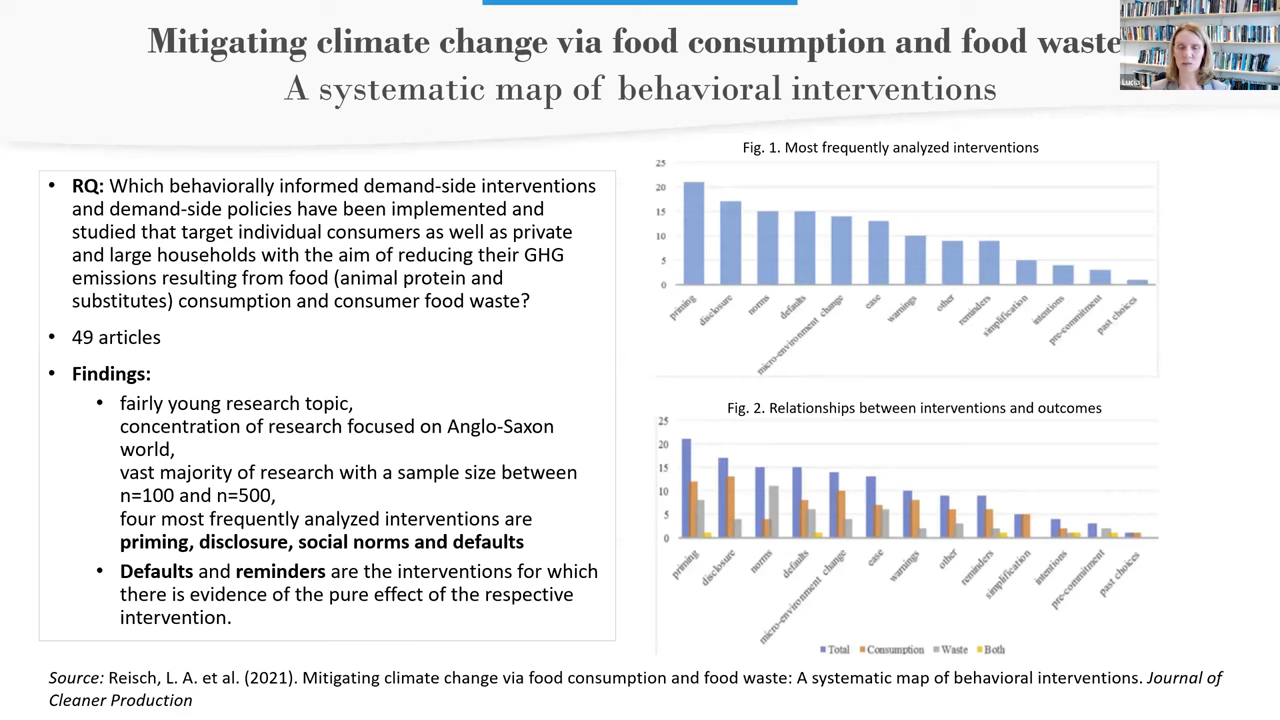 Mitigating climate change via food consumption and food waste
A systematic map of behavioral interventions
Lucia
• RQ: Which behaviorally informed demand-side interventions
and demand-side policies have been implemented and
studied that target individual consumers as well as private
and large households with the aim of reducing their GHG
emissions resulting from food (animal protein and
substitutes) consumption and consumer food waste?
• 49 articles
• Findings:
• fairly young research topic,
concentration of research focused on Anglo-Saxon
world,
vast majority of research with a sample size between
n=100 and n=500,
four most frequently analyzed interventions are
priming, disclosure, social norms and defaults
• Defaults and reminders are the interventions for which
there is evidence of the pure effect of the respective
intervention.
Fig. 1. Most frequently analyzed interventions
25
20
15
10
5
0
priming
disclosure
norms
defaults
micro-environment change
ease
warnings
other
reminders
simplification
intentions
pre-commitment
past choices
Fig. 2. Relationships between interventions and outcomes
25
20
15
10
5
0
priming
disclosure
norms
defaults
micro-environment change
ease
warnings
other
reminders
simplification
intentions
pre-commitment
past choices
Total Consumption Waste Both
Source: Reisch, L. A. et al. (2021). Mitigating climate change via food consumption and food waste: A systematic map of behavioral interventions. Journal of
Cleaner Production